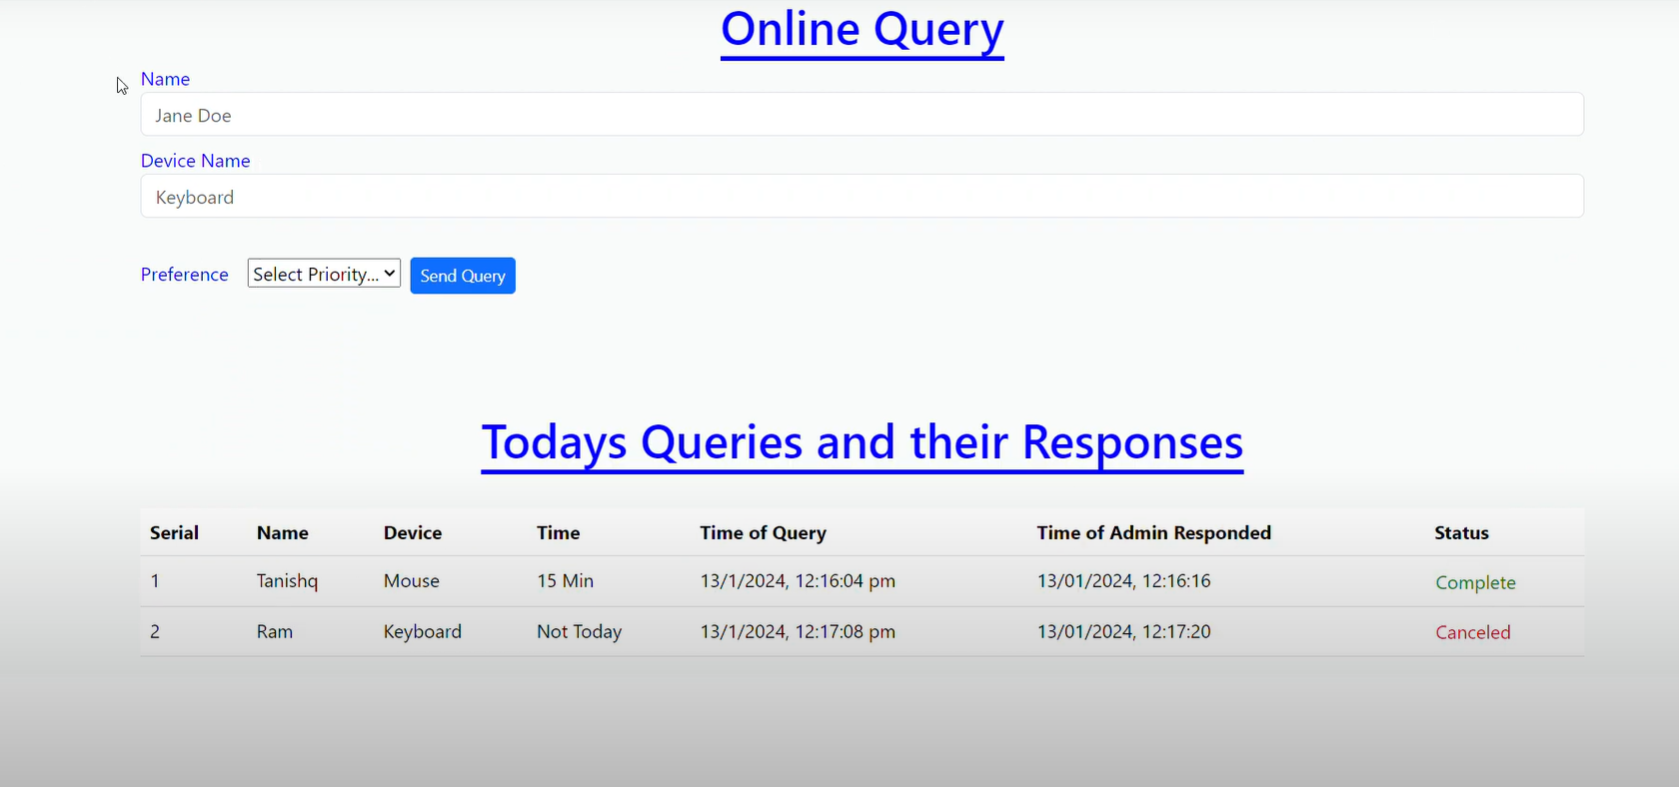 Online Query
Name
Jane Doe
Device Name
Keyboard
Preference Select Priority... Send Query
Todays Queries and their Responses
Serial Name Device Time Time of Query Time of Admin Responded Status
1 Tanishq Mouse 15 Min 13/1/2024, 12:16:04 pm 13/01/2024, 12:16:16 Complete
2 Ram Keyboard Not Today 13/1/2024, 12:17:08 pm 13/01/2024, 12:17:20 Canceled